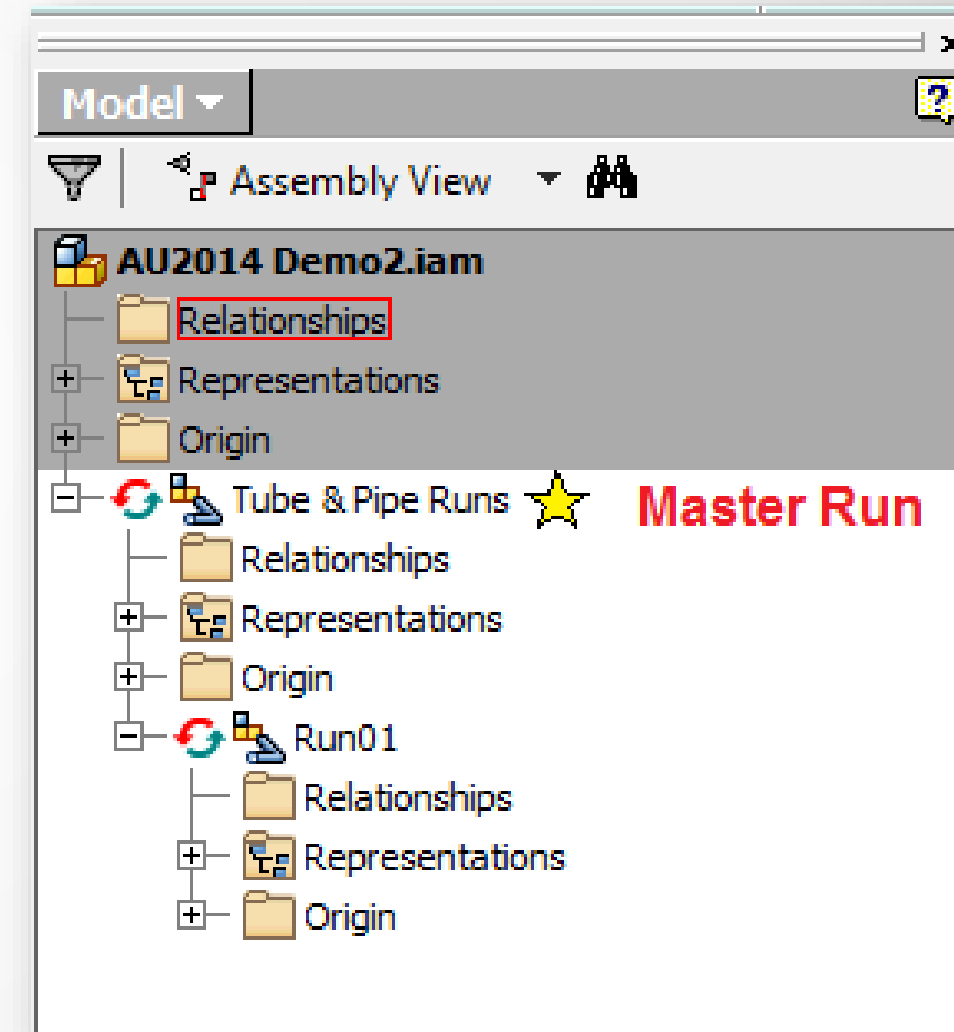 Model
?
Assembly View
AU2014 Demo2.iam
Relationships
Representations
Origin
Tube & Pipe Runs Master Run
Relationships
Representations
Origin
Run01
Relationships
Representations
Origin